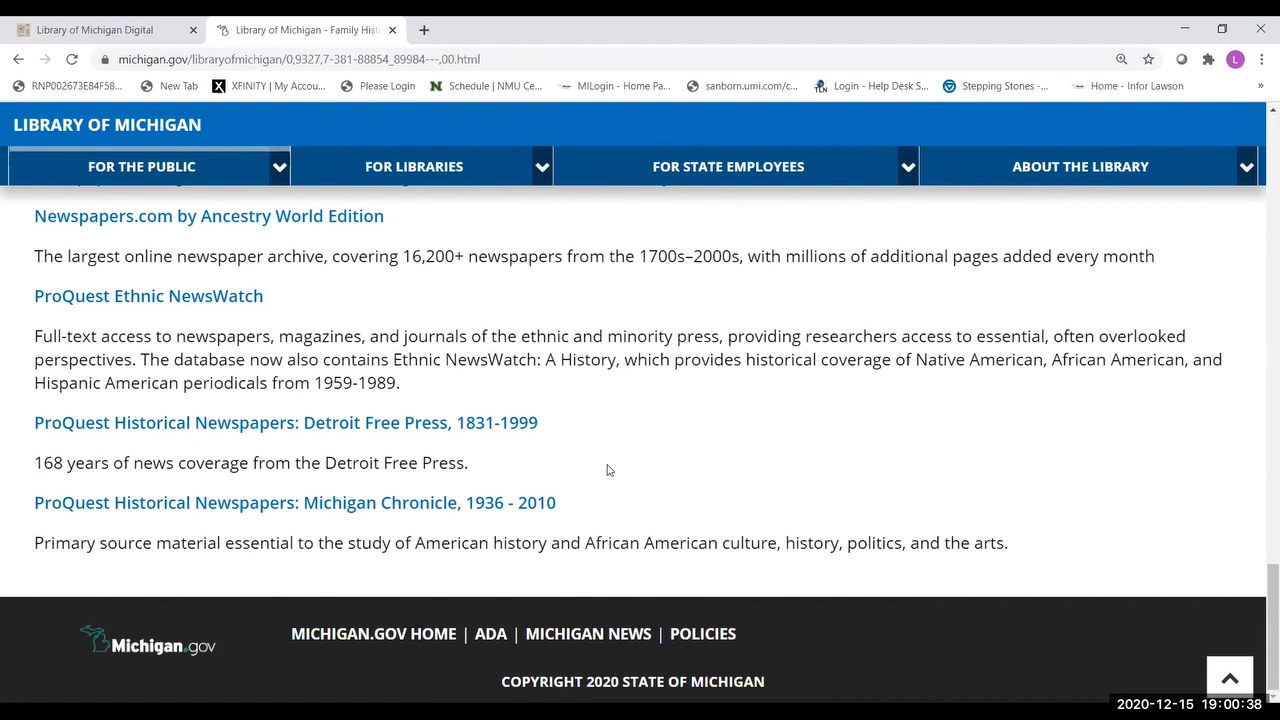 Library of Michigan Digital
Library of Michigan - Family Hist
michigan.gov/libraryofmichigan/0,9327,7-381-88854_89984---,00.html
L
RNP002673E84F58...
New Tab
X
XFINITY | My Accou...
Please Login
N
Schedule | NMU Ce...
MILogin - Home Pa...
sanborn.umi.com/c...
TLN
Login - Help Desk S...
Stepping Stones -...
Home - Infor Lawson
»
LIBRARY OF MICHIGAN
FOR THE PUBLIC
FOR LIBRARIES
FOR STATE EMPLOYEES
ABOUT THE LIBRARY
Newspapers.com by Ancestry World Edition
The largest online newspaper archive, covering 16,200+ newspapers from the 1700s–2000s, with millions of additional pages added every month
ProQuest Ethnic NewsWatch
Full-text access to newspapers, magazines, and journals of the ethnic and minority press, providing researchers access to essential, often overlooked
perspectives. The database now also contains Ethnic NewsWatch: A History, which provides historical coverage of Native American, African American, and
Hispanic American periodicals from 1959-1989.
ProQuest Historical Newspapers: Detroit Free Press, 1831-1999
168 years of news coverage from the Detroit Free Press.
ProQuest Historical Newspapers: Michigan Chronicle, 1936 - 2010
Primary source material essential to the study of American history and African American culture, history, politics, and the arts.
Michigan.gov
MICHIGAN.GOV HOME | ADA | MICHIGAN NEWS | POLICIES
COPYRIGHT 2020 STATE OF MICHIGAN
2020-12-15 19:00:38